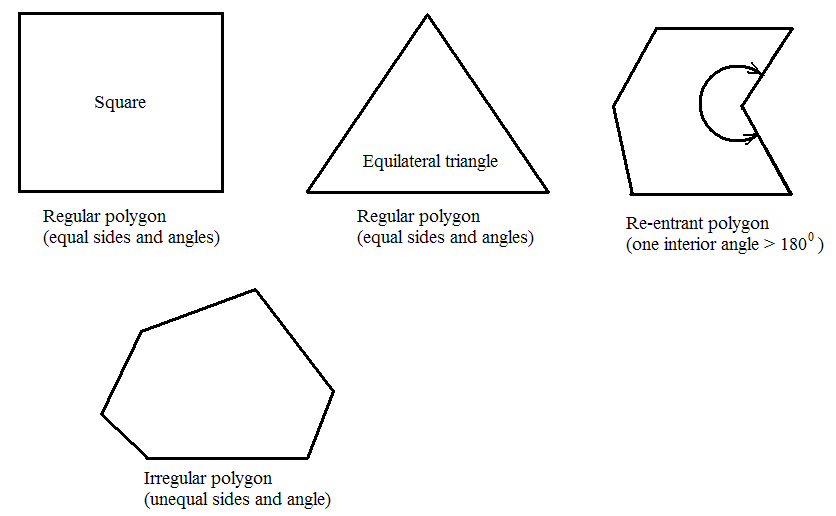 Square
Equilateral triangle
Regular polygon
(equal sides and angles)
Regular polygon
(equal sides and angles)
Re-entrant polygon
(one interior angle > 180⁰)
Irregular polygon
(unequal sides and angle)